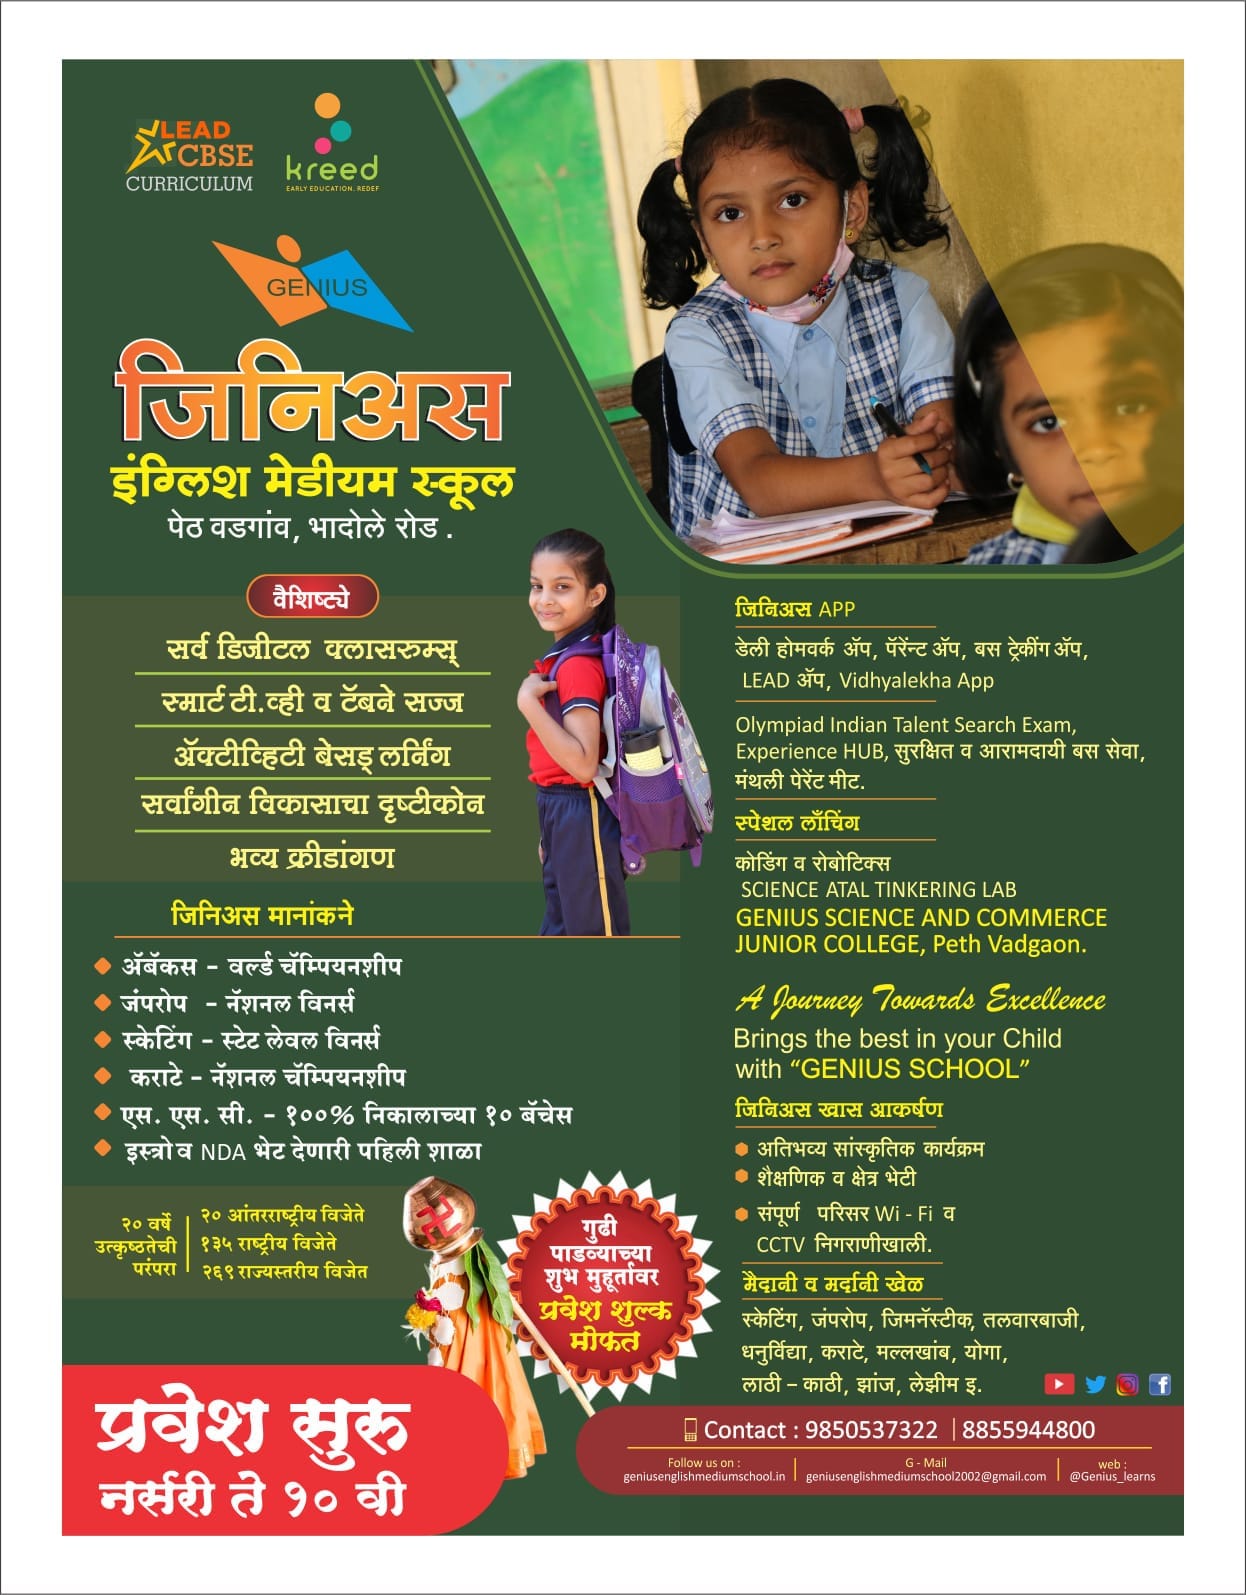 LEAD
CBSE
CURRICULUM
kreed
EARLY EDUCATION. REDEF
GENIUS
जिनिअस
इंग्लिश मेडीयम स्कूल
पेठ वडगांव, भादोले रोड .
वैशिष्ट्ये
सर्व डिजीटल क्लासरुम्स्
स्मार्ट टी.व्ही व टॅबने सज्ज
ॲक्टीव्हिटी बेसड् लर्निंग
सर्वांगीन विकासाचा दृष्टीकोन
भव्य क्रीडांगण
जिनिअस मानांकने
ॲबॅकस – वर्ल्ड चॅम्पियनशीप
जंपरोप – नॅशनल विनर्स
स्केटिंग – स्टेट लेवल विनर्स
कराटे – नॅशनल चॅम्पियनशीप
एस. एस. सी. – १००% निकालाच्या १० बॅचेस
इस्त्रो व NDA भेट देणारी पहिली शाळा
२० वर्षे
उत्कृष्ठतेची
परंपरा
२० आंतरराष्ट्रीय विजेते
१३५ राष्ट्रीय विजेते
२६९ राज्यस्तरीय विजेत
गुढी
पाडव्याच्या
शुभ मुहूर्तावर
प्रवेश शुल्क
मोफत
प्रवेश सुरु
नर्सरी ते १० वी
जिनिअस APP
डेली होमवर्क ॲप, पॅरेंन्ट ॲप, बस ट्रेकींग ॲप,
LEAD ॲप, Vidhyalekha App
Olympiad Indian Talent Search Exam,
Experience HUB, सुरक्षित व आरामदायी बस सेवा,
मंथली पेरेंट मीट.
स्पेशल लाँचिंग
कोडिंग व रोबोटिक्स
SCIENCE ATAL TINKERING LAB
GENIUS SCIENCE AND COMMERCE
JUNIOR COLLEGE, Peth Vadgaon.
A Journey Towards Excellence
Brings the best in your Child
with “GENIUS SCHOOL”
जिनिअस खास आकर्षण
अतिभव्य सांस्कृतिक कार्यक्रम
शैक्षणिक व क्षेत्र भेटी
संपूर्ण परिसर Wi - Fi व
CCTV निगराणीखाली.
मैदानी व मर्दानी खेळ
स्केटिंग, जंपरोप, जिमनॅस्टीक, तलवारबाजी,
धनुर्विद्या, कराटे, मल्लखांब, योगा,
लाठी – काठी, झांज, लेझीम इ.
Contact : 9850537322 | 8855944800
Follow us on :
geniusenglishmediumschool.in
G - Mail
geniusenglishmediumschool2002@gmail.com
web :
@Genius_learns